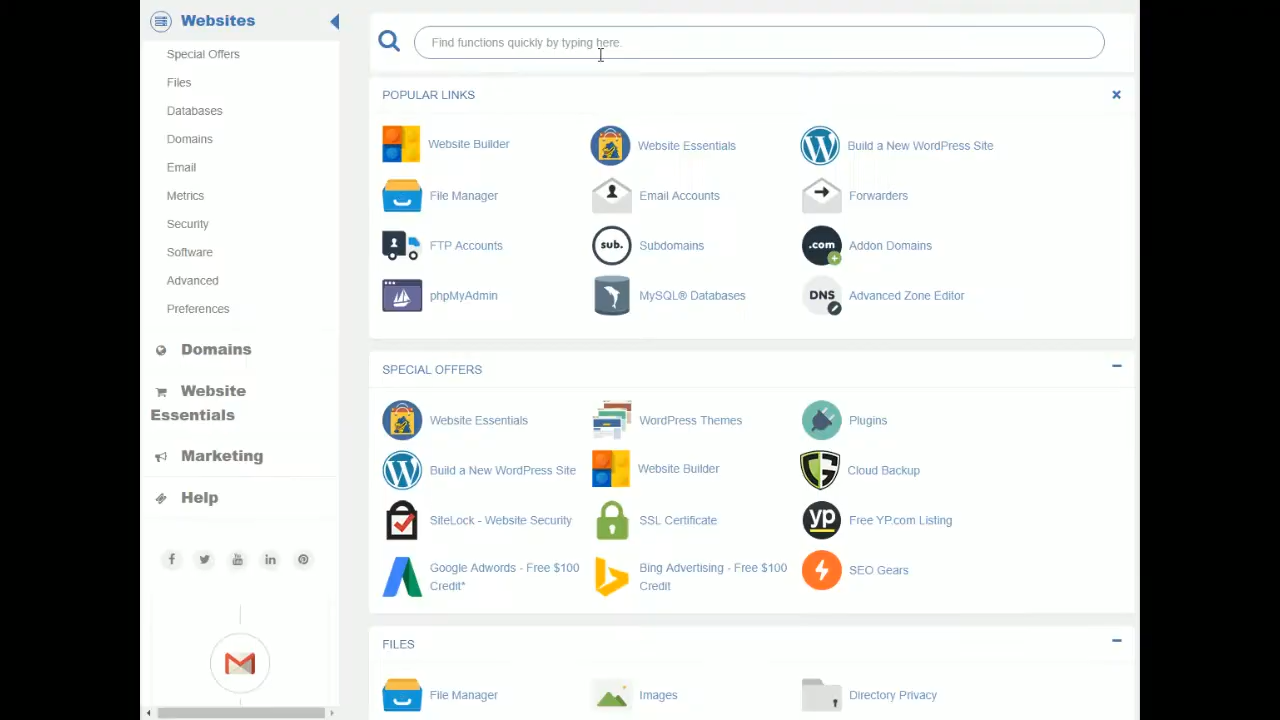 Websites
Special Offers
Files
Databases
Domains
Email
Metrics
Security
Software
Advanced
Preferences
Domains
Website
Essentials
Marketing
Help
Find functions quickly by typing here.
POPULAR LINKS
Website Builder
Website Essentials
Build a New WordPress Site
File Manager
Email Accounts
Forwarders
FTP Accounts
sub.
Subdomains
.com
Addon Domains
phpMyAdmin
MySQL® Databases
DNS
Advanced Zone Editor
SPECIAL OFFERS
Website Essentials
WordPress Themes
Plugins
Build a New WordPress Site
Website Builder
Cloud Backup
SiteLock - Website Security
SSL Certificate
yp
Free YP.com Listing
Google Adwords - Free $100
Credit*
Bing Advertising - Free $100
Credit
SEO Gears
FILES
File Manager
Images
Directory Privacy